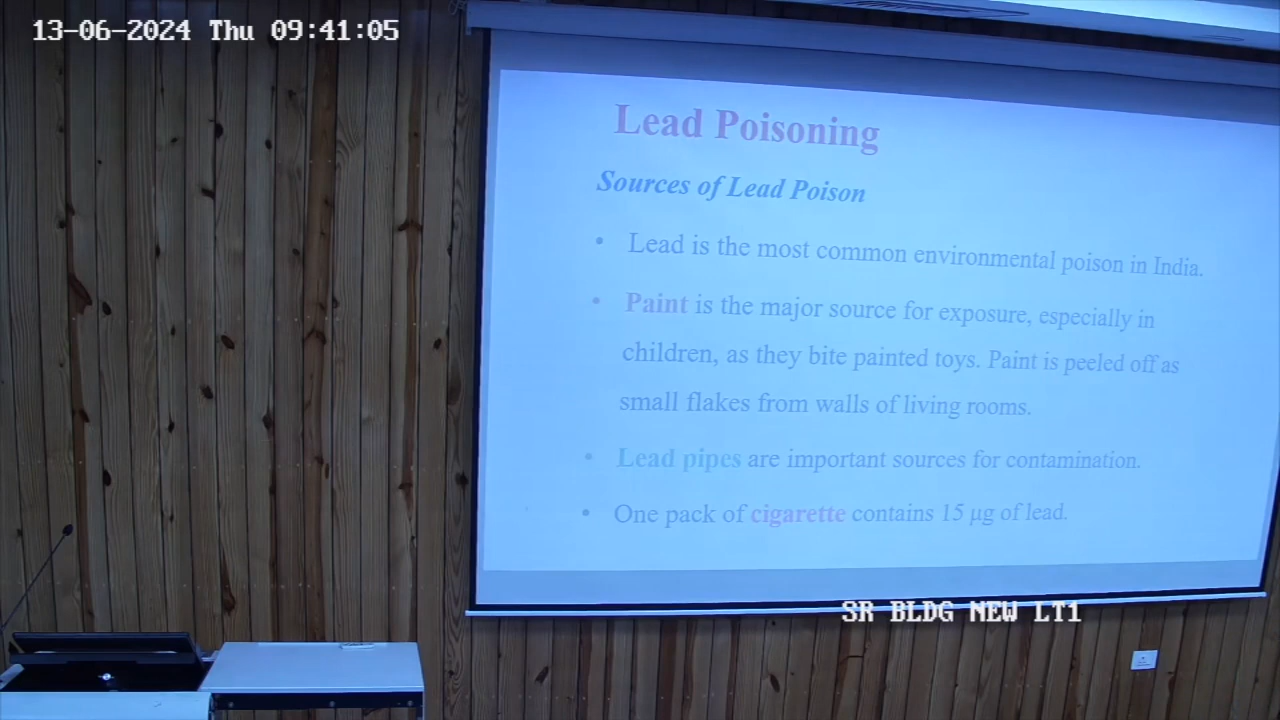 13-06-2024 Thu 09:41:05
Lead Poisoning
Sources of Lead Poison
• Lead is the most common environmental poison in India.
• Paint is the major source for exposure, especially in
children, as they bite painted toys. Paint is peeled off as
small flakes from walls of living rooms.
• Lead pipes are important sources for contamination.
• One pack of cigarette contains 15 μg of lead.
SR BLDG NEW LT1